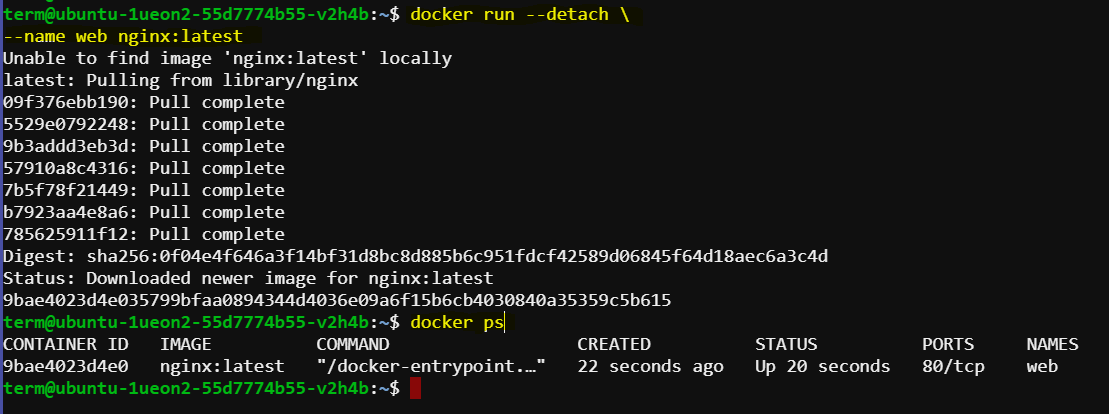 term@ubuntu-1ueon2-55d7774b55-v2h4b:~$ docker run --detach \
--name web nginx:latest
Unable to find image 'nginx:latest' locally
latest: Pulling from library/nginx
09f376ebb190: Pull complete
5529e0792248: Pull complete
9b3addd3eb3d: Pull complete
57910a8c4316: Pull complete
7b5f78f21449: Pull complete
b7923aa4e8a6: Pull complete
785625911f12: Pull complete
Digest: sha256:0f04e4f646a3f14bf31d8bc8d885b6c951fdcf42589d06845f64d18aec6a3c4d
Status: Downloaded newer image for nginx:latest
9bae4023d4e035799bfaa0894344d4036e09a6f15b6cb4030840a35359c5b615
term@ubuntu-1ueon2-55d7774b55-v2h4b:~$ docker ps
CONTAINER ID   IMAGE          COMMAND                  CREATED          STATUS          PORTS     NAMES
9bae4023d4e0   nginx:latest   "/docker-entrypoint.…"   22 seconds ago   Up 20 seconds   80/tcp    web
term@ubuntu-1ueon2-55d7774b55-v2h4b:~$